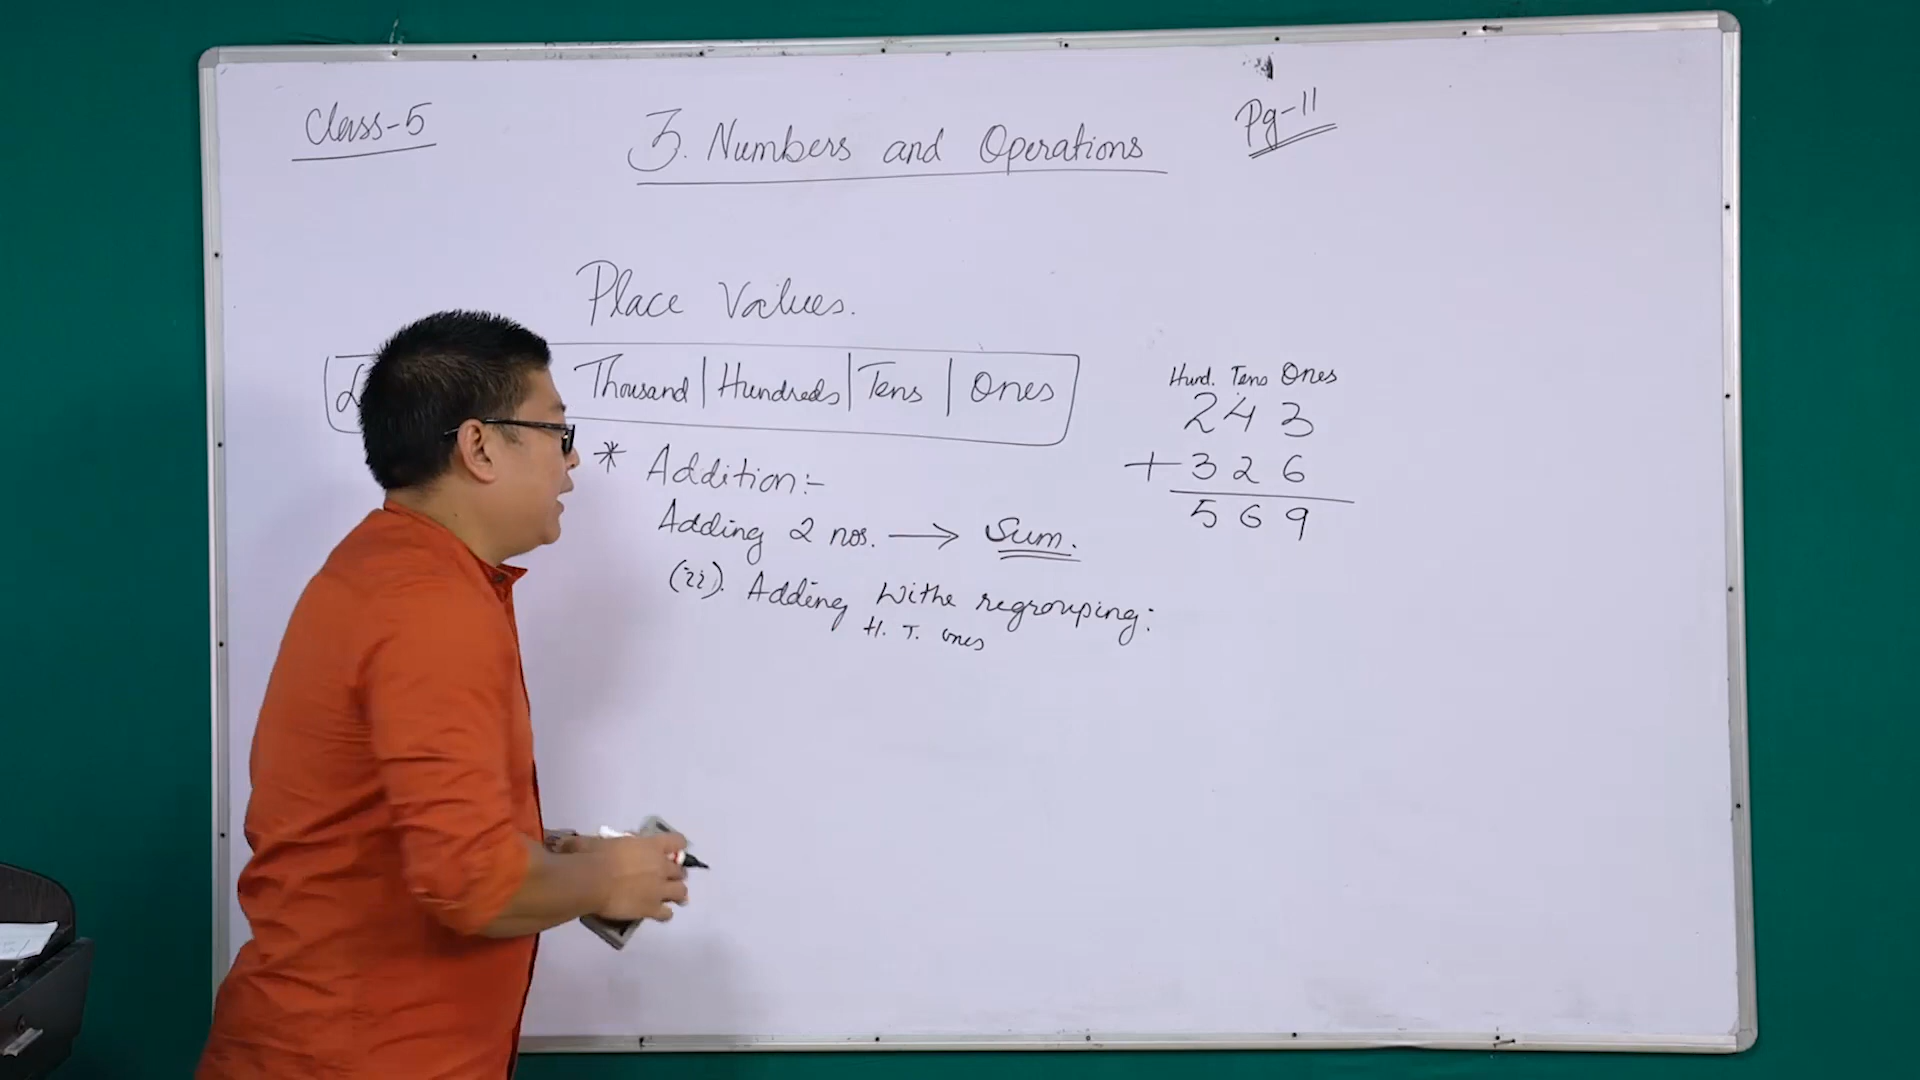 Class-5
3. Numbers and Operations
Pg-11
Place Values.
Thousand | Hundreds | Tens | Ones
* Addition:-
Adding 2 nos. → Sum.
(ii). Adding Withe regrouping:
H. T. ones
Hund. Tens Ones
2 4 3
+ 3 2 6
5 6 9